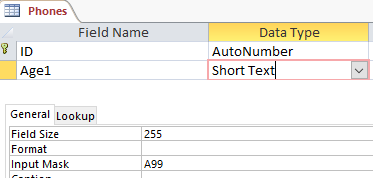 Phones
Field Name Data Type
ID AutoNumber
Age1 Short Text
General Lookup
Field Size 255
Format
Input Mask A99
Caption